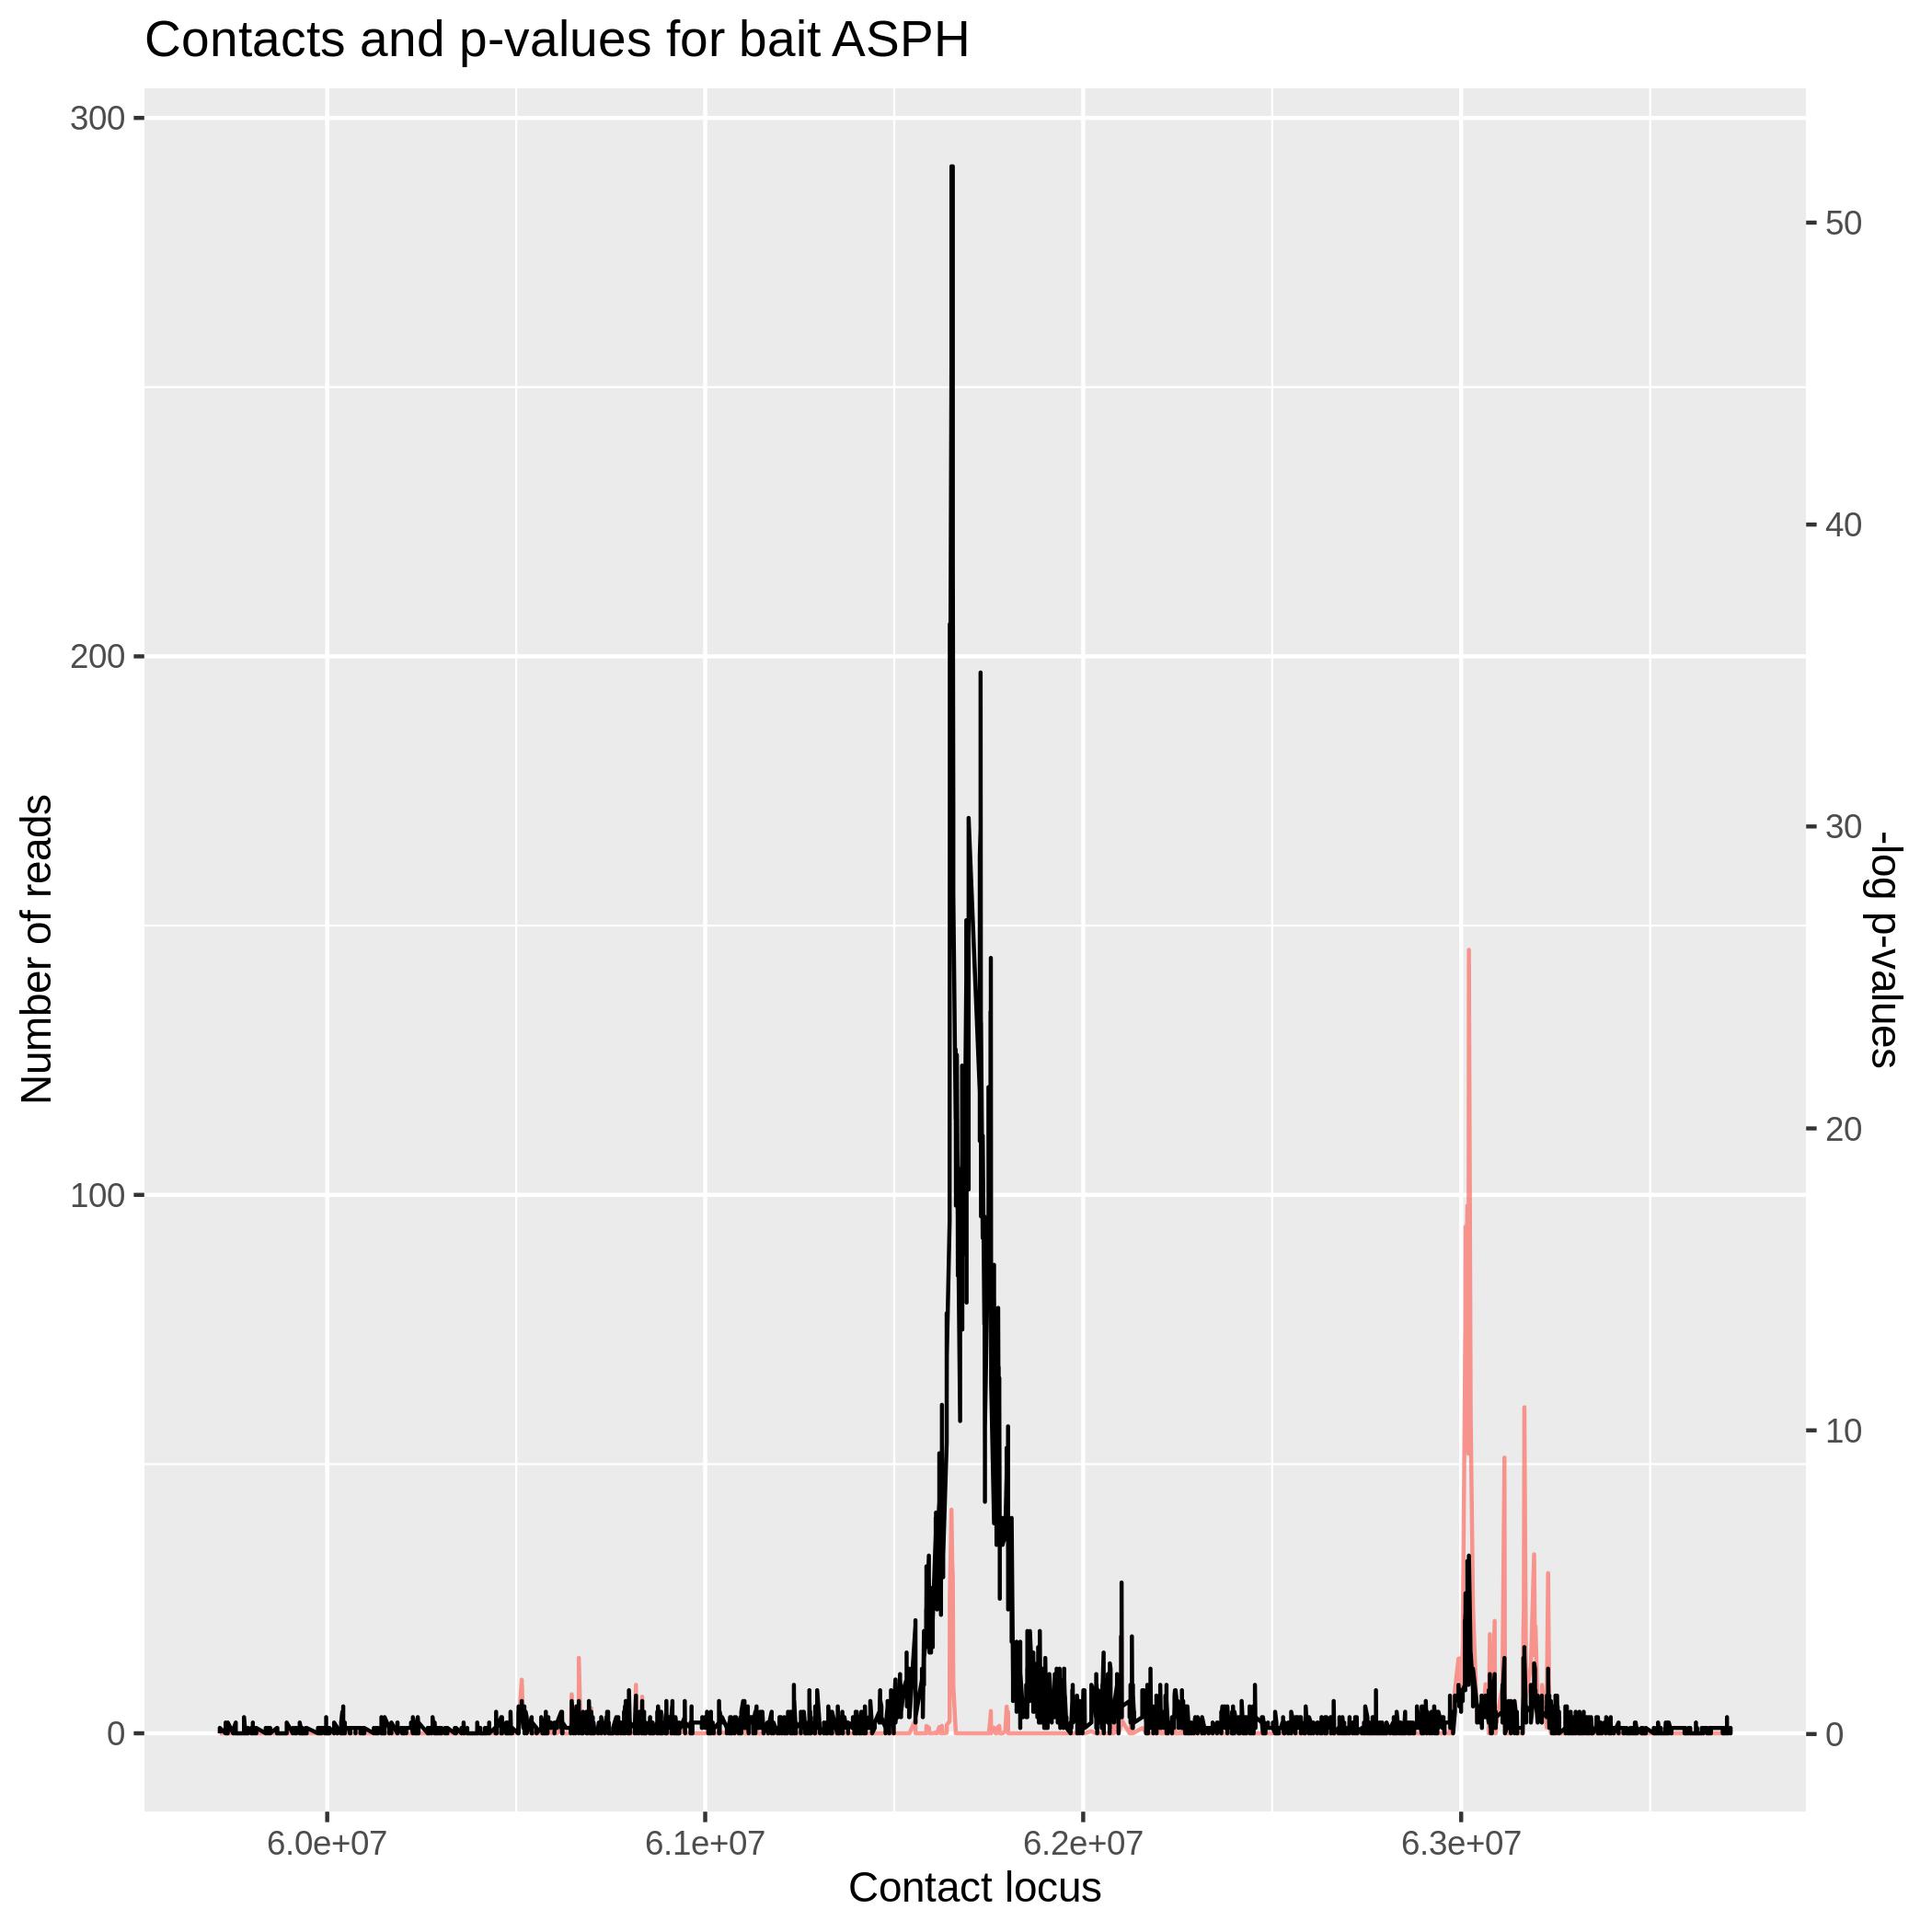 Contacts and p-values for bait ASPH
300
200
100
0
Number of reads
50
40
30
20
10
0
-log p-values
6.0e+07
6.1e+07
6.2e+07
6.3e+07
Contact locus